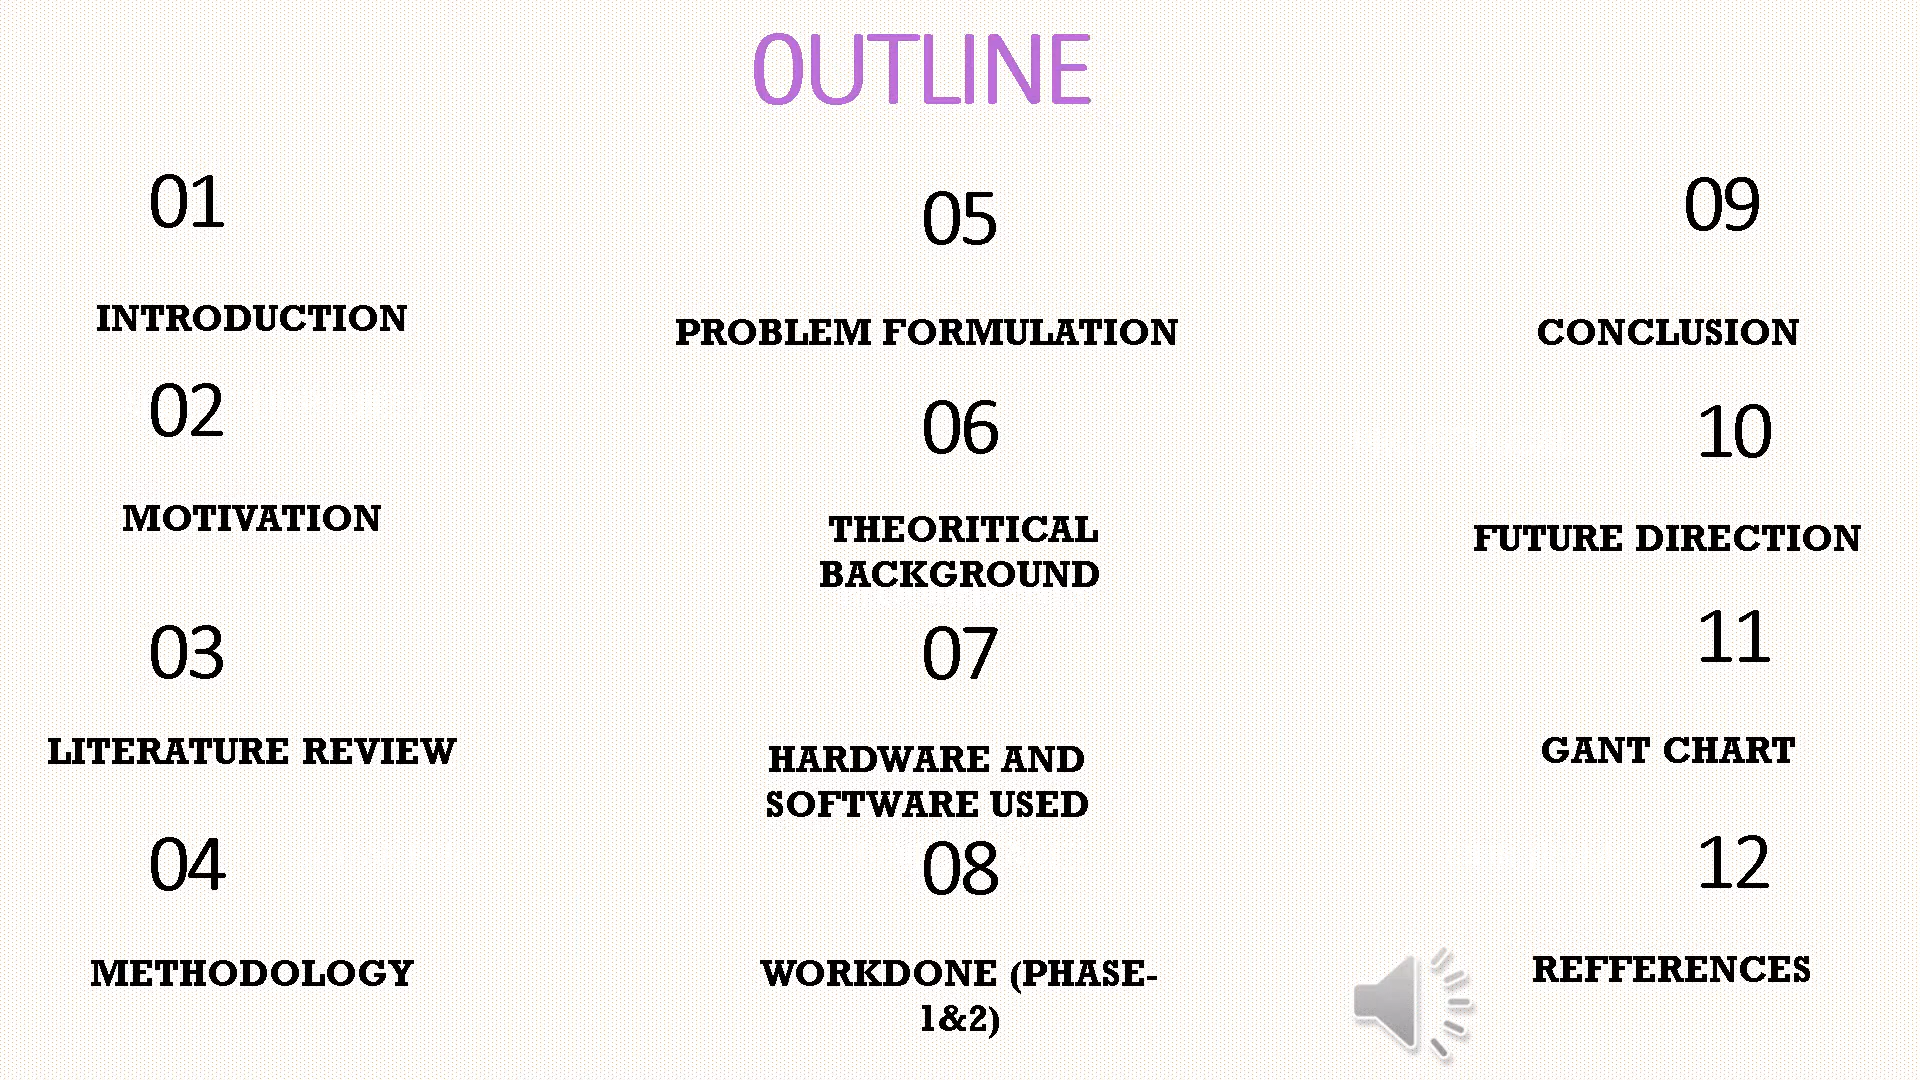 0UTLINE
01
INTRODUCTION
02
MOTIVATION
03
LITERATURE REVIEW
04
METHODOLOGY
05
PROBLEM FORMULATION
06
THEORITICAL
BACKGROUND
07
HARDWARE AND
SOFTWARE USED
08
WORKDONE (PHASE-
1&2)
09
CONCLUSION
10
FUTURE DIRECTION
11
GANT CHART
12
REFFERENCES